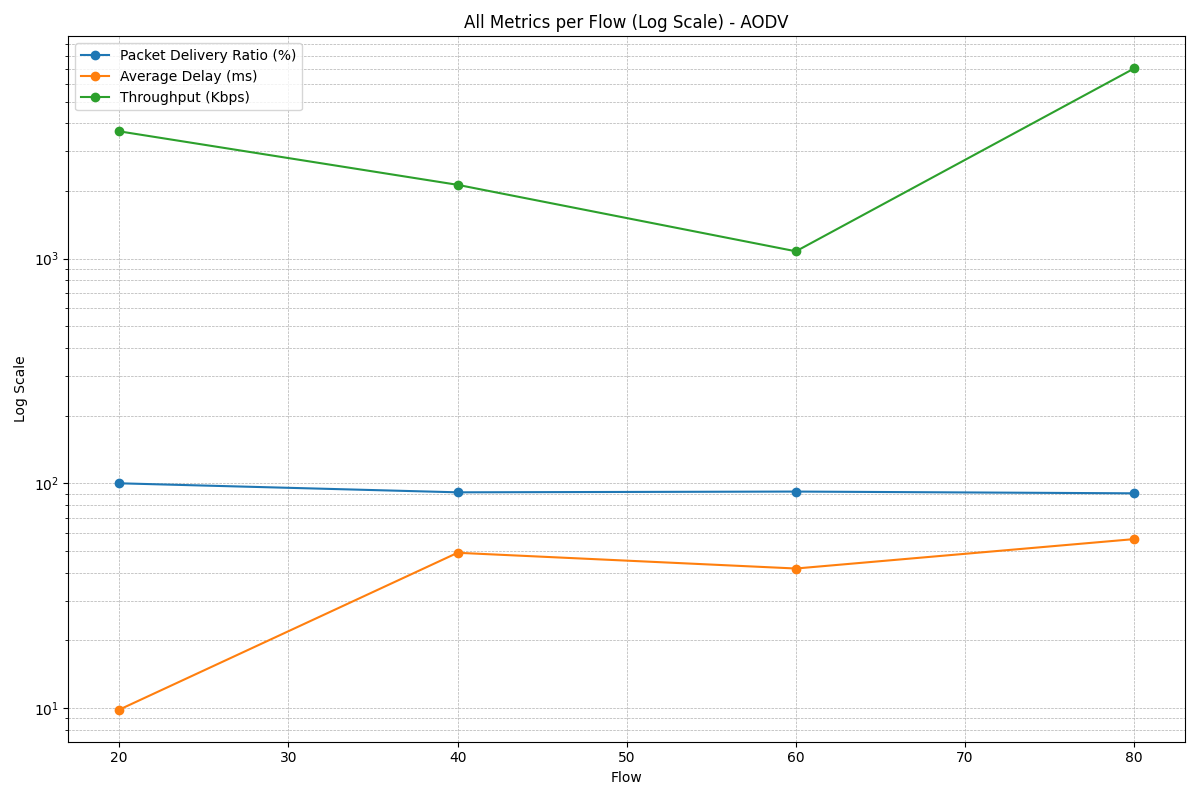 All Metrics per Flow (Log Scale) - AODV
Packet Delivery Ratio (%)
Average Delay (ms)
Throughput (Kbps)
10³
10²
10¹
Log Scale
20 30 40 50 60 70 80
Flow